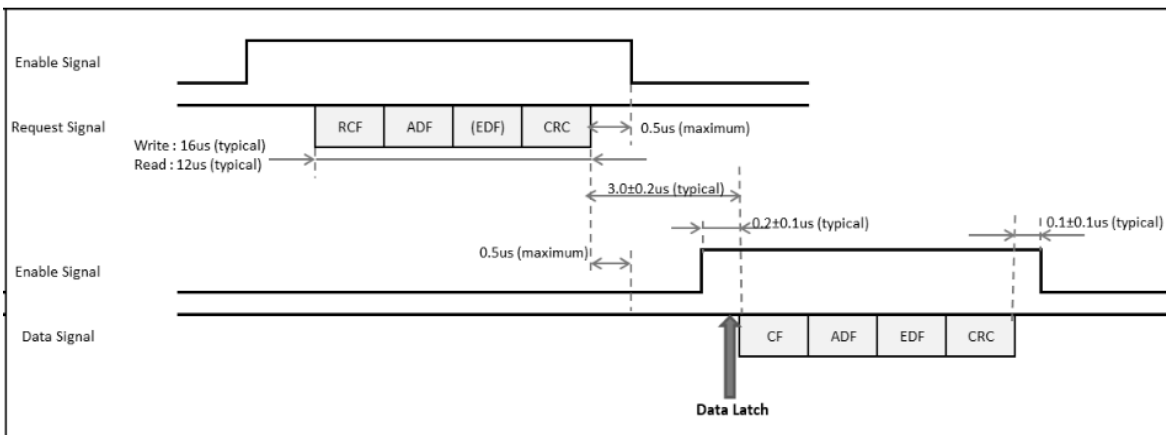 Enable Signal
Request Signal
RCF
ADF
(EDF)
CRC
0.5us (maximum)
Write : 16us (typical)
Read : 12us (typical)
3.0±0.2us (typical)
0.2±0.1us (typical)
0.1±0.1us (typical)
0.5us (maximum)
Enable Signal
Data Signal
CF
ADF
EDF
CRC
Data Latch